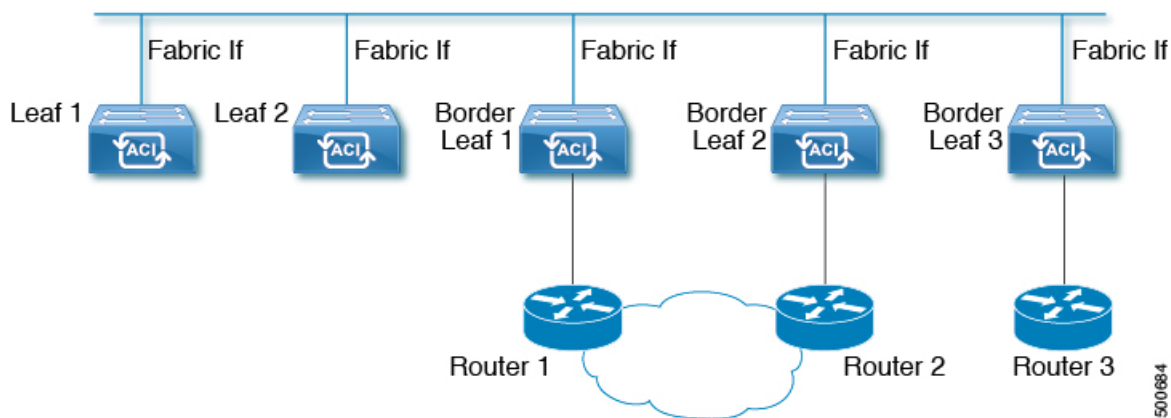 Fabric If
Fabric If
Fabric If
Fabric If
Fabric If
Leaf 1
Leaf 2
Border
Leaf 1
Border
Leaf 2
Border
Leaf 3
ACI
ACI
ACI
ACI
ACI
Router 1
Router 2
Router 3
500684